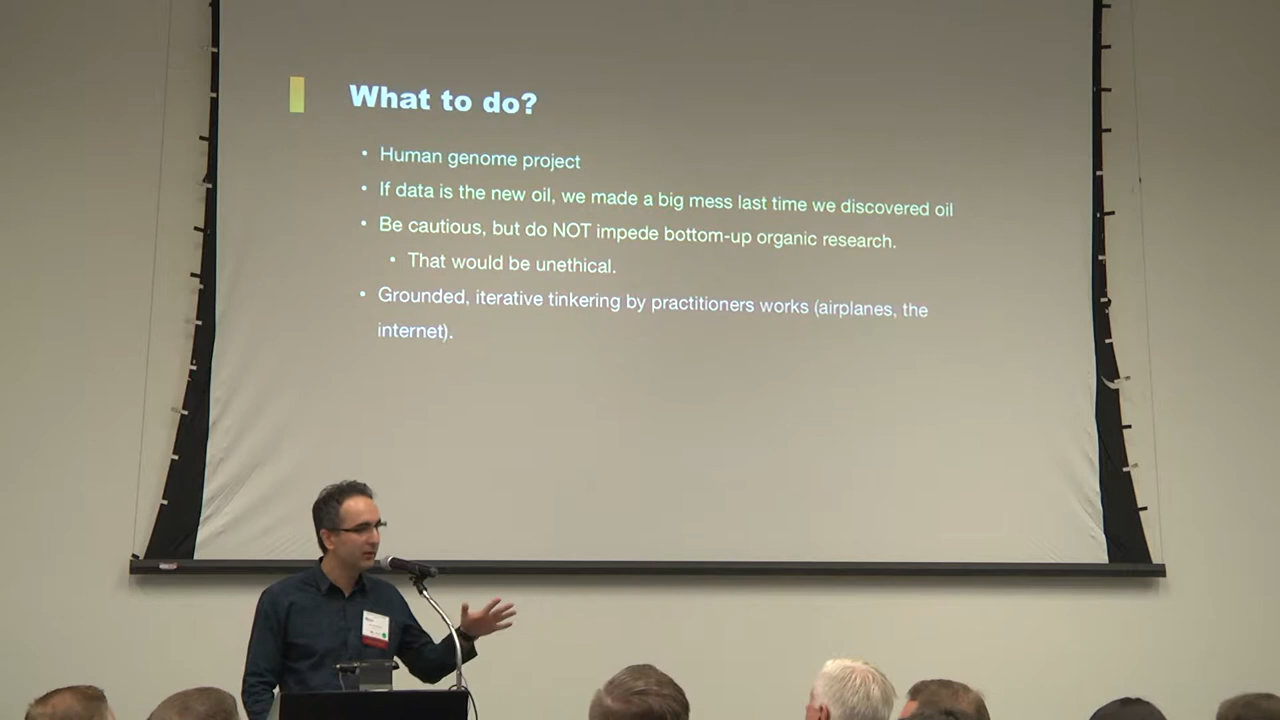 What to do?
• Human genome project
• If data is the new oil, we made a big mess last time we discovered oil
• Be cautious, but do NOT impede bottom-up organic research.
• That would be unethical.
• Grounded, iterative tinkering by practitioners works (airplanes, the
internet).